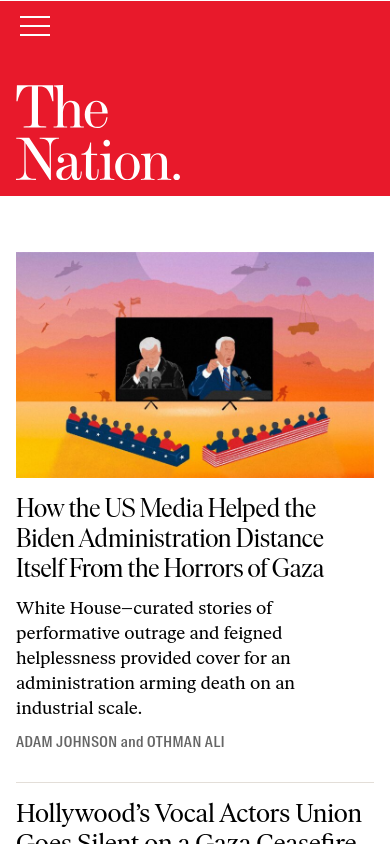 The
Nation.
How the US Media Helped the
Biden Administration Distance
Itself From the Horrors of Gaza
White House–curated stories of
performative outrage and feigned
helplessness provided cover for an
administration arming death on an
industrial scale.
ADAM JOHNSON and OTHMAN ALI
Hollywood’s Vocal Actors Union
Goes Silent on a Gaza Ceasefire